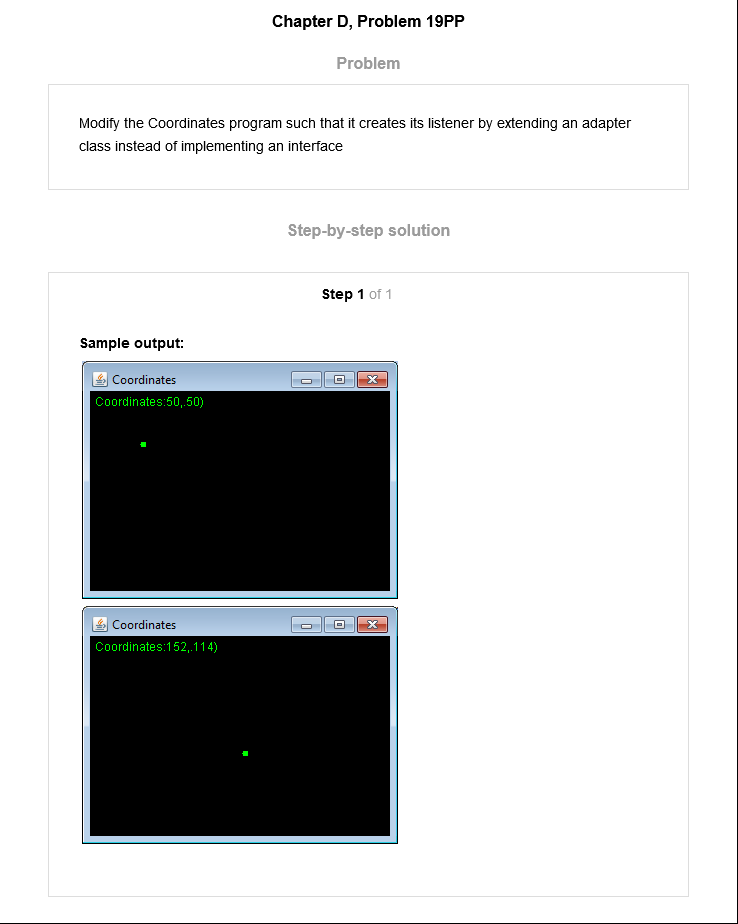 Chapter D, Problem 19PP
Problem
Modify the Coordinates program such that it creates its listener by extending an adapter
class instead of implementing an interface
Step-by-step solution
Step 1 of 1
Sample output:
Coordinates
Coordinates:50,.50)
Coordinates
Coordinates:152,.114)